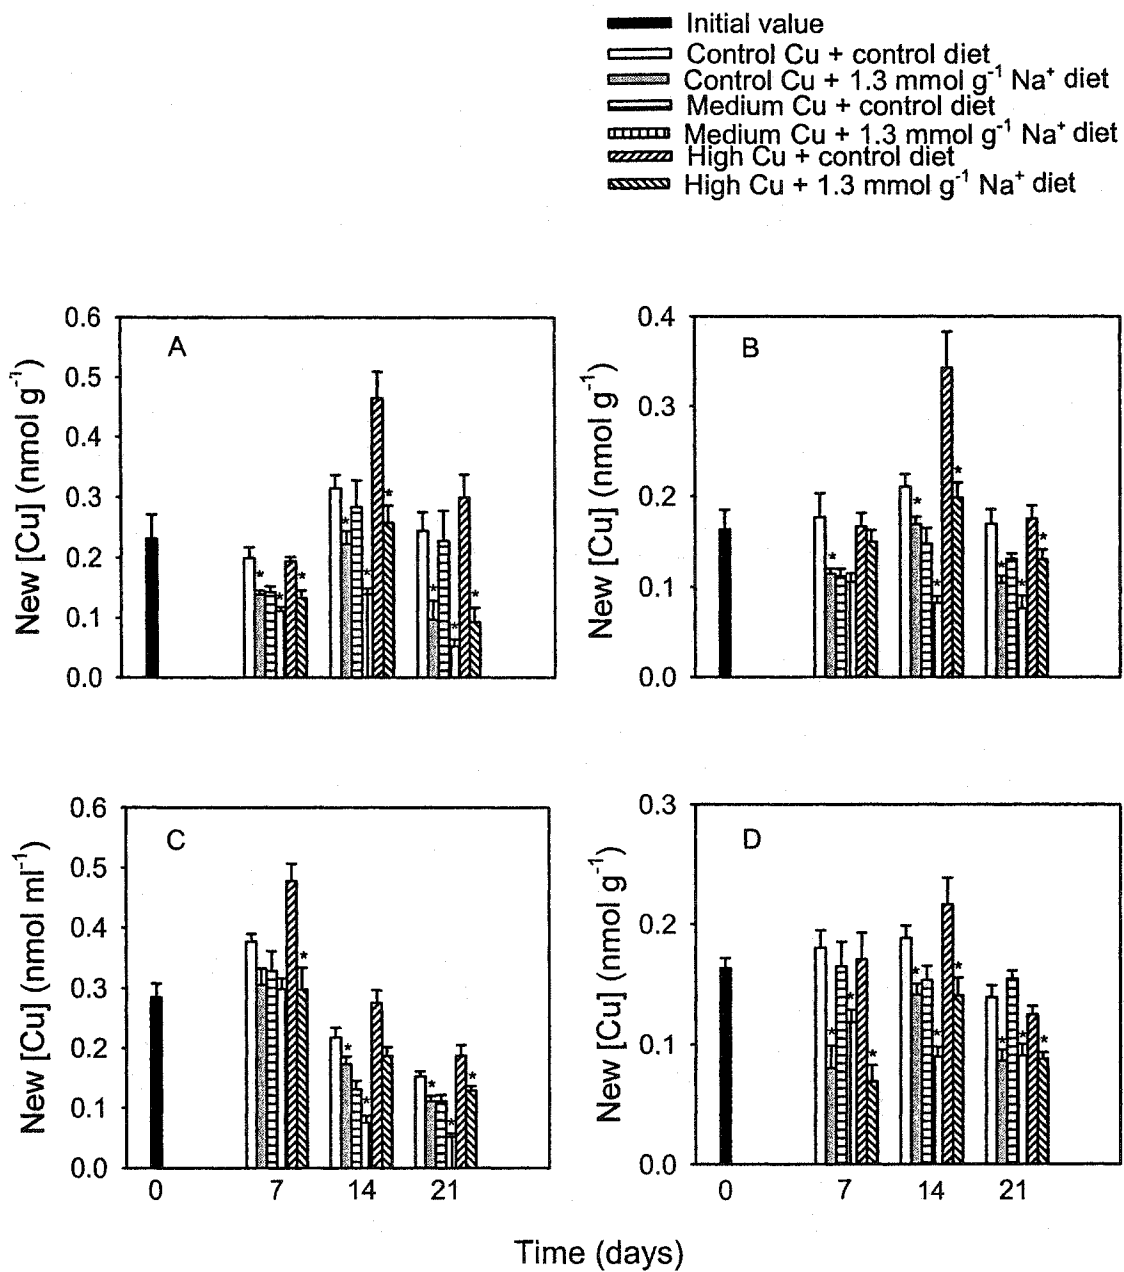 Initial value
Control Cu + control diet
Control Cu + 1.3 mmol g⁻¹ Na⁺ diet
Medium Cu + control diet
Medium Cu + 1.3 mmol g⁻¹ Na⁺ diet
High Cu + control diet
High Cu + 1.3 mmol g⁻¹ Na⁺ diet
A
New [Cu] (nmol g⁻¹)
0.6
0.5
0.4
0.3
0.2
0.1
0.0
B
New [Cu] (nmol g⁻¹)
0.4
0.3
0.2
0.1
0.0
C
New [Cu] (nmol ml⁻¹)
0.6
0.5
0.4
0.3
0.2
0.1
0.0
0 7 14 21
D
New [Cu] (nmol g⁻¹)
0.3
0.2
0.1
0.0
0 7 14 21
Time (days)